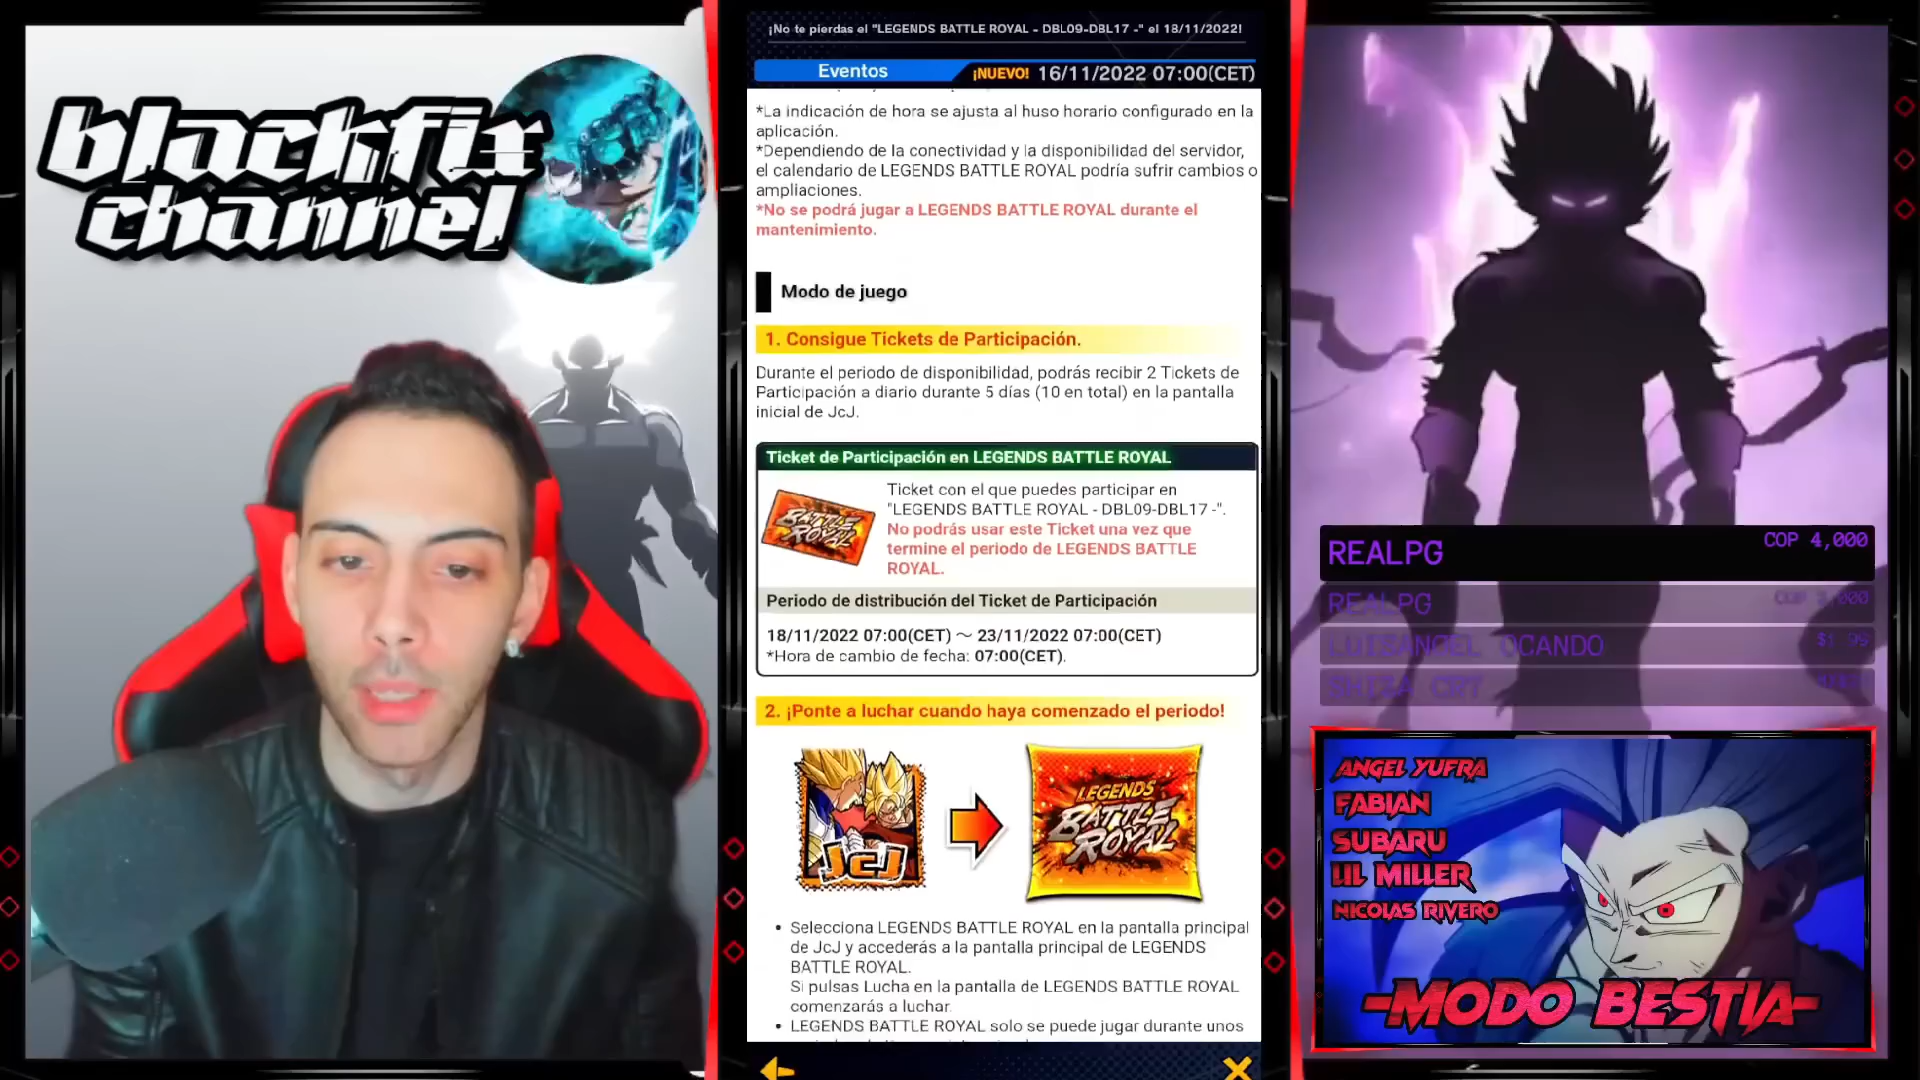 blackfix
channel
¡No te pierdas el "LEGENDS BATTLE ROYAL - DBL09-DBL17 -" el 18/11/2022!
Eventos
¡NUEVO! 16/11/2022 07:00(CET)
*La indicación de hora se ajusta al huso horario configurado en la
aplicación.
*Dependiendo de la conectividad y la disponibilidad del servidor,
el calendario de LEGENDS BATTLE ROYAL podría sufrir cambios o
ampliaciones.
*No se podrá jugar a LEGENDS BATTLE ROYAL durante el
mantenimiento.
Modo de juego
1. Consigue Tickets de Participación.
Durante el periodo de disponibilidad, podrás recibir 2 Tickets de
Participación a diario durante 5 días (10 en total) en la pantalla
inicial de JcJ.
Ticket de Participación en LEGENDS BATTLE ROYAL
BATTLE
ROYAL
Ticket con el que puedes participar en
"LEGENDS BATTLE ROYAL - DBL09-DBL17 -".
No podrás usar este Ticket una vez que
termine el periodo de LEGENDS BATTLE
ROYAL.
Periodo de distribución del Ticket de Participación
18/11/2022 07:00(CET) ～ 23/11/2022 07:00(CET)
*Hora de cambio de fecha: 07:00(CET).
2. ¡Ponte a luchar cuando haya comenzado el periodo!
JcJ
LEGENDS
BATTLE
ROYAL
• Selecciona LEGENDS BATTLE ROYAL en la pantalla principal
de JcJ y accederás a la pantalla principal de LEGENDS
BATTLE ROYAL.
Si pulsas Lucha en la pantalla de LEGENDS BATTLE ROYAL
comenzarás a luchar.
• LEGENDS BATTLE ROYAL solo se puede jugar durante unos
REALPG COP 4,000
REALPG COP
LUISANGEL OCANDO $1.99
SHIZA CRT
ANGEL YUFRA
FABIAN
SUBARU
LIL MILLER
NICOLAS RIVERO
-MODO BESTIA-